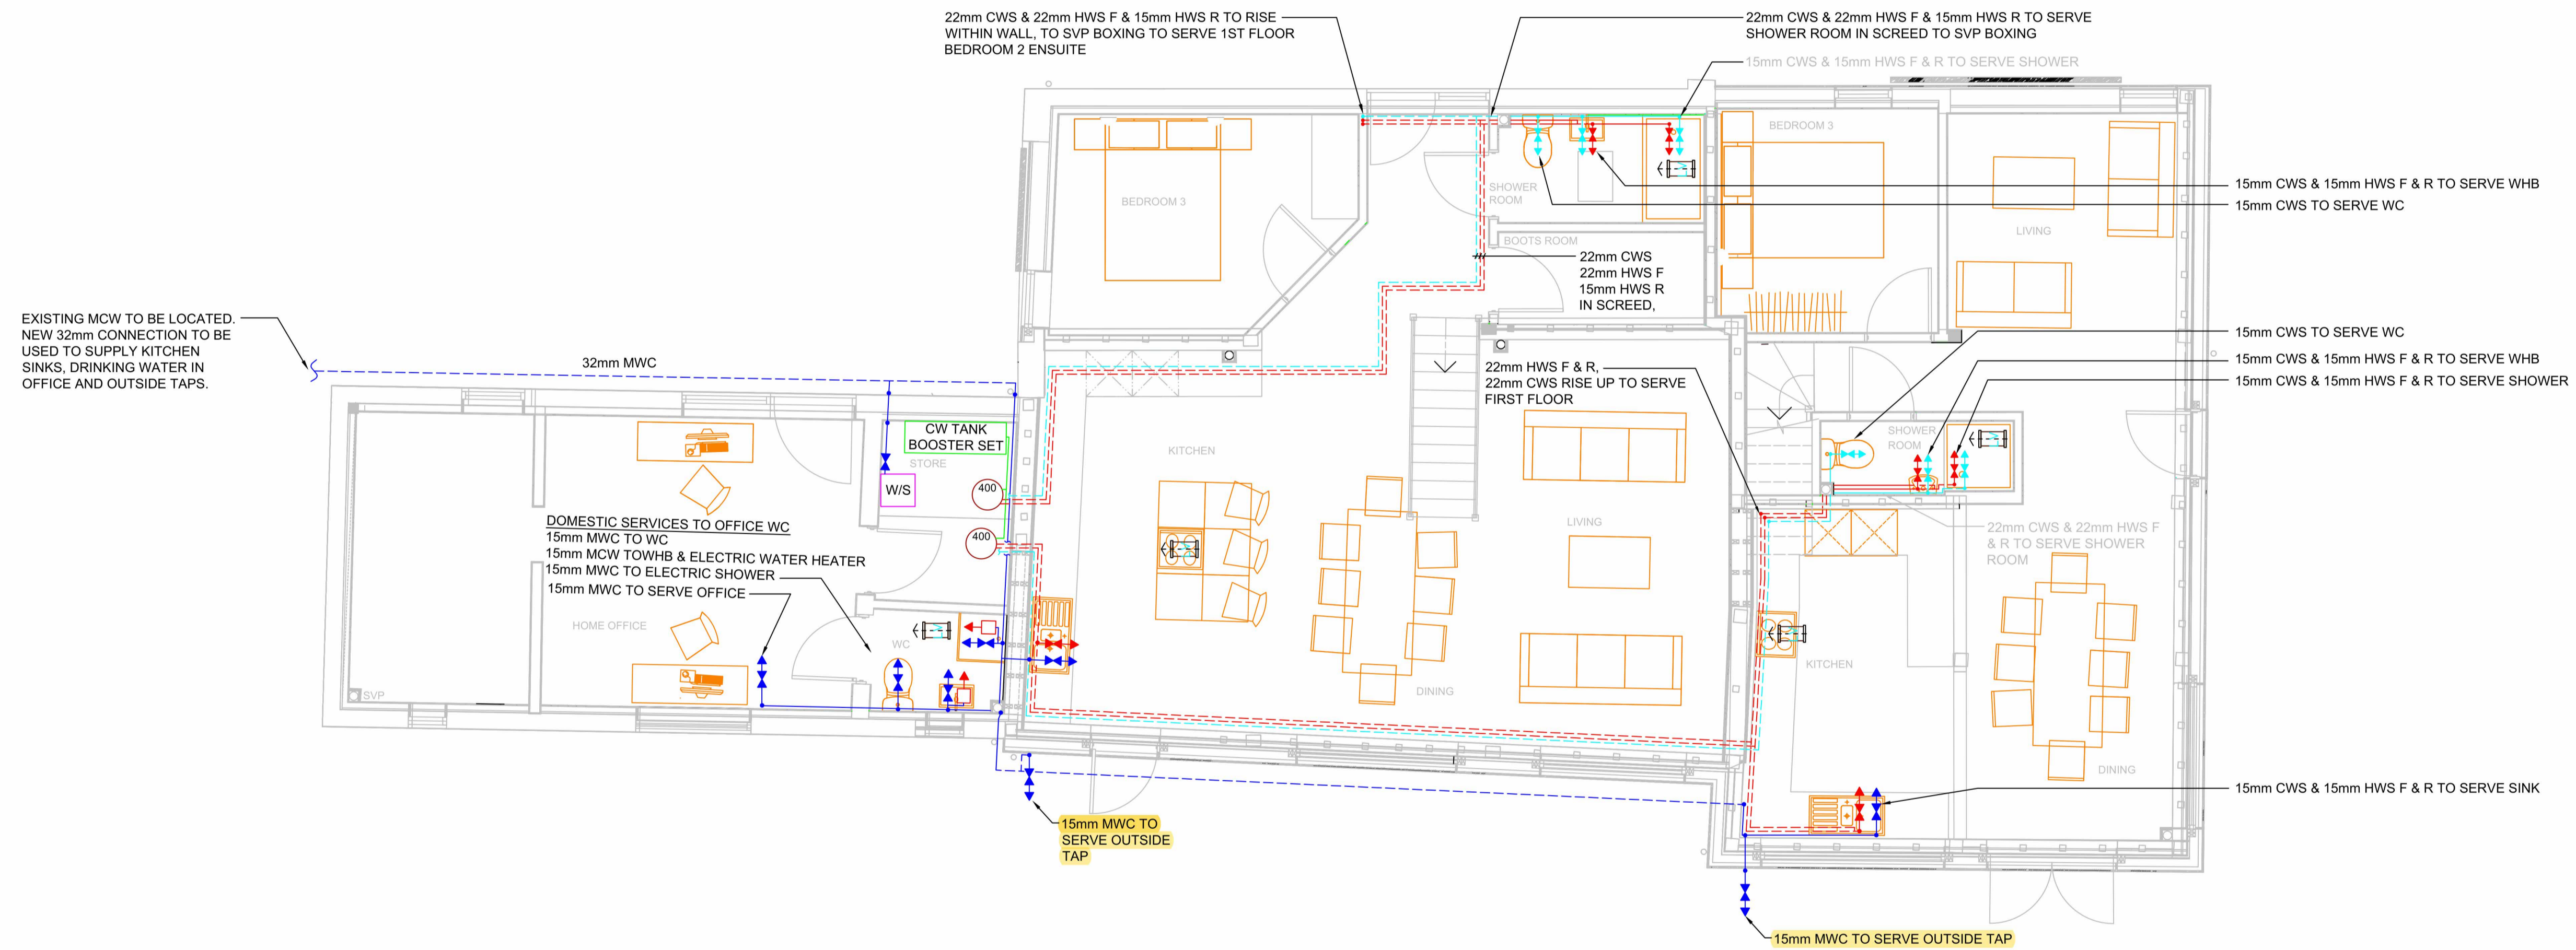 22mm CWS & 22mm HWS F & 15mm HWS R TO RISE
WITHIN WALL, TO SVP BOXING TO SERVE 1ST FLOOR
BEDROOM 2 ENSUITE
22mm CWS & 22mm HWS F & 15mm HWS R TO SERVE
SHOWER ROOM IN SCREED TO SVP BOXING
15mm CWS & 15mm HWS F & R TO SERVE SHOWER
BEDROOM 3
BEDROOM 3
SHOWER
ROOM
15mm CWS & 15mm HWS F & R TO SERVE WHB
15mm CWS TO SERVE WC
LIVING
BOOTS ROOM
22mm CWS
22mm HWS F
15mm HWS R
IN SCREED,
EXISTING MCW TO BE LOCATED.
NEW 32mm CONNECTION TO BE
USED TO SUPPLY KITCHEN
SINKS, DRINKING WATER IN
OFFICE AND OUTSIDE TAPS.
32mm MWC
22mm HWS F & R,
22mm CWS RISE UP TO SERVE
FIRST FLOOR
15mm CWS TO SERVE WC
15mm CWS & 15mm HWS F & R TO SERVE WHB
15mm CWS & 15mm HWS F & R TO SERVE SHOWER
CW TANK
BOOSTER SET
STORE
W/S
400
400
KITCHEN
SHOWER
ROOM
LIVING
DOMESTIC SERVICES TO OFFICE WC
15mm MWC TO WC
15mm MCW TOWHB & ELECTRIC WATER HEATER
15mm MWC TO ELECTRIC SHOWER
15mm MWC TO SERVE OFFICE
22mm CWS & 22mm HWS F
& R TO SERVE SHOWER
ROOM
HOME OFFICE
WC
KITCHEN
SVP
DINING
DINING
15mm CWS & 15mm HWS F & R TO SERVE SINK
15mm MWC TO
SERVE OUTSIDE
TAP
15mm MWC TO SERVE OUTSIDE TAP